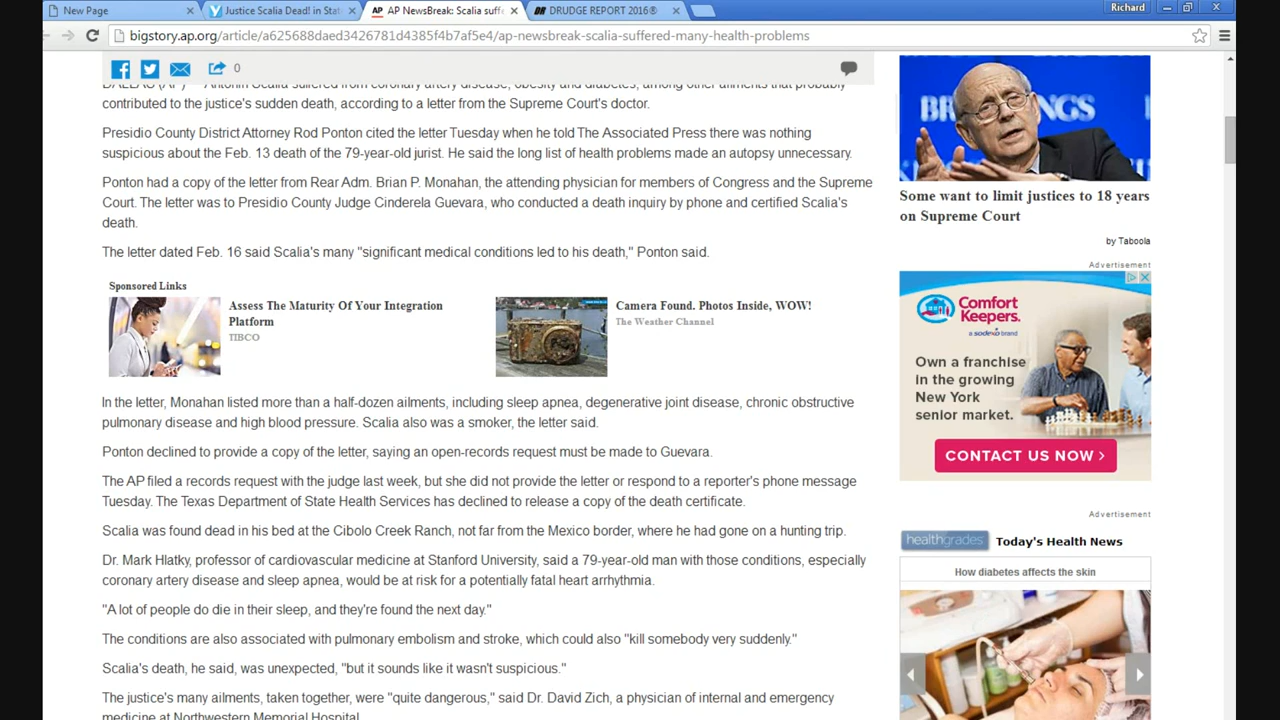 New Page
Justice Scalia Dead! in Stat
AP NewsBreak: Scalia suffe
DRUDGE REPORT 2016®
Richard
bigstory.ap.org/article/a625688daed3426781d4385f4b7af5e4/ap-newsbreak-scalia-suffered-many-health-problems
0
DALLAS (AP) — Antonin Scalia suffered from coronary artery disease, obesity and diabetes, among other ailments that probably
contributed to the justice's sudden death, according to a letter from the Supreme Court's doctor.
Presidio County District Attorney Rod Ponton cited the letter Tuesday when he told The Associated Press there was nothing
suspicious about the Feb. 13 death of the 79-year-old jurist. He said the long list of health problems made an autopsy unnecessary.
Ponton had a copy of the letter from Rear Adm. Brian P. Monahan, the attending physician for members of Congress and the Supreme
Court. The letter was to Presidio County Judge Cinderela Guevara, who conducted a death inquiry by phone and certified Scalia's
death.
The letter dated Feb. 16 said Scalia's many "significant medical conditions led to his death," Ponton said.
Sponsored Links
Assess The Maturity Of Your Integration
Platform
TIBCO
Camera Found. Photos Inside, WOW!
The Weather Channel
In the letter, Monahan listed more than a half-dozen ailments, including sleep apnea, degenerative joint disease, chronic obstructive
pulmonary disease and high blood pressure. Scalia also was a smoker, the letter said.
Ponton declined to provide a copy of the letter, saying an open-records request must be made to Guevara.
The AP filed a records request with the judge last week, but she did not provide the letter or respond to a reporter's phone message
Tuesday. The Texas Department of State Health Services has declined to release a copy of the death certificate.
Scalia was found dead in his bed at the Cibolo Creek Ranch, not far from the Mexico border, where he had gone on a hunting trip.
Dr. Mark Hlatky, professor of cardiovascular medicine at Stanford University, said a 79-year-old man with those conditions, especially
coronary artery disease and sleep apnea, would be at risk for a potentially fatal heart arrhythmia.
"A lot of people do die in their sleep, and they're found the next day."
The conditions are also associated with pulmonary embolism and stroke, which could also "kill somebody very suddenly."
Scalia's death, he said, was unexpected, "but it sounds like it wasn't suspicious."
The justice's many ailments, taken together, were "quite dangerous," said Dr. David Zich, a physician of internal and emergency
medicine at Northwestern Memorial Hospital.
Some want to limit justices to 18 years
on Supreme Court
by Taboola
Advertisement
Comfort
Keepers.
a sodexo brand
Own a franchise
in the growing
New York
senior market.
CONTACT US NOW >
Advertisement
healthgrades
Today's Health News
How diabetes affects the skin